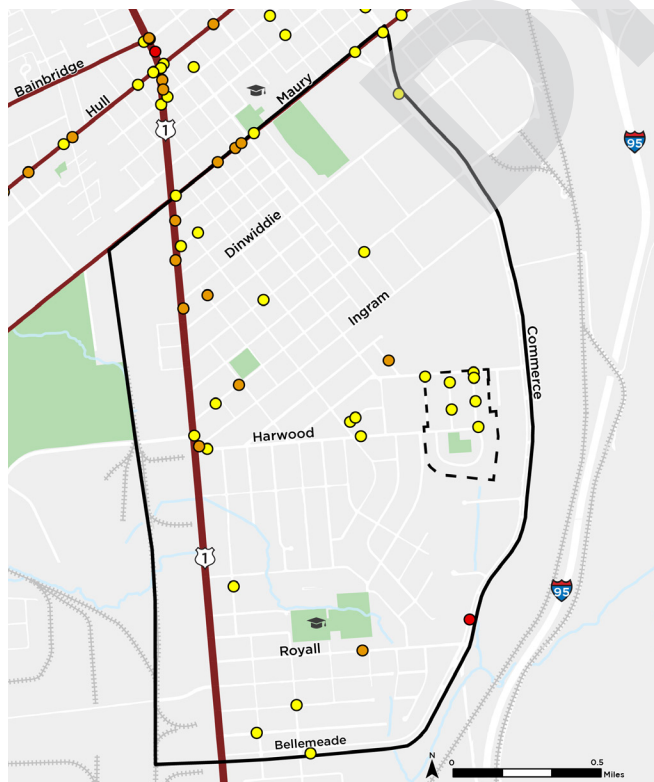 Bainbridge
Hull
Maury
1
95
Dinwiddie
Ingram
Commerce
Harwood
1
95
Royall
Bellemeade
N
0
0.5
Miles